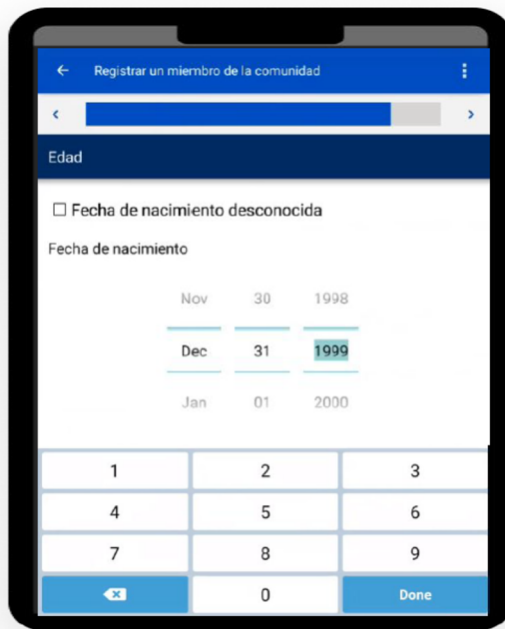 Registrar un miembro de la comunidad
Edad
Fecha de nacimiento desconocida
Fecha de nacimiento
Nov 30 1998
Dec 31 1999
Jan 01 2000
1 2 3
4 5 6
7 8 9
0 Done